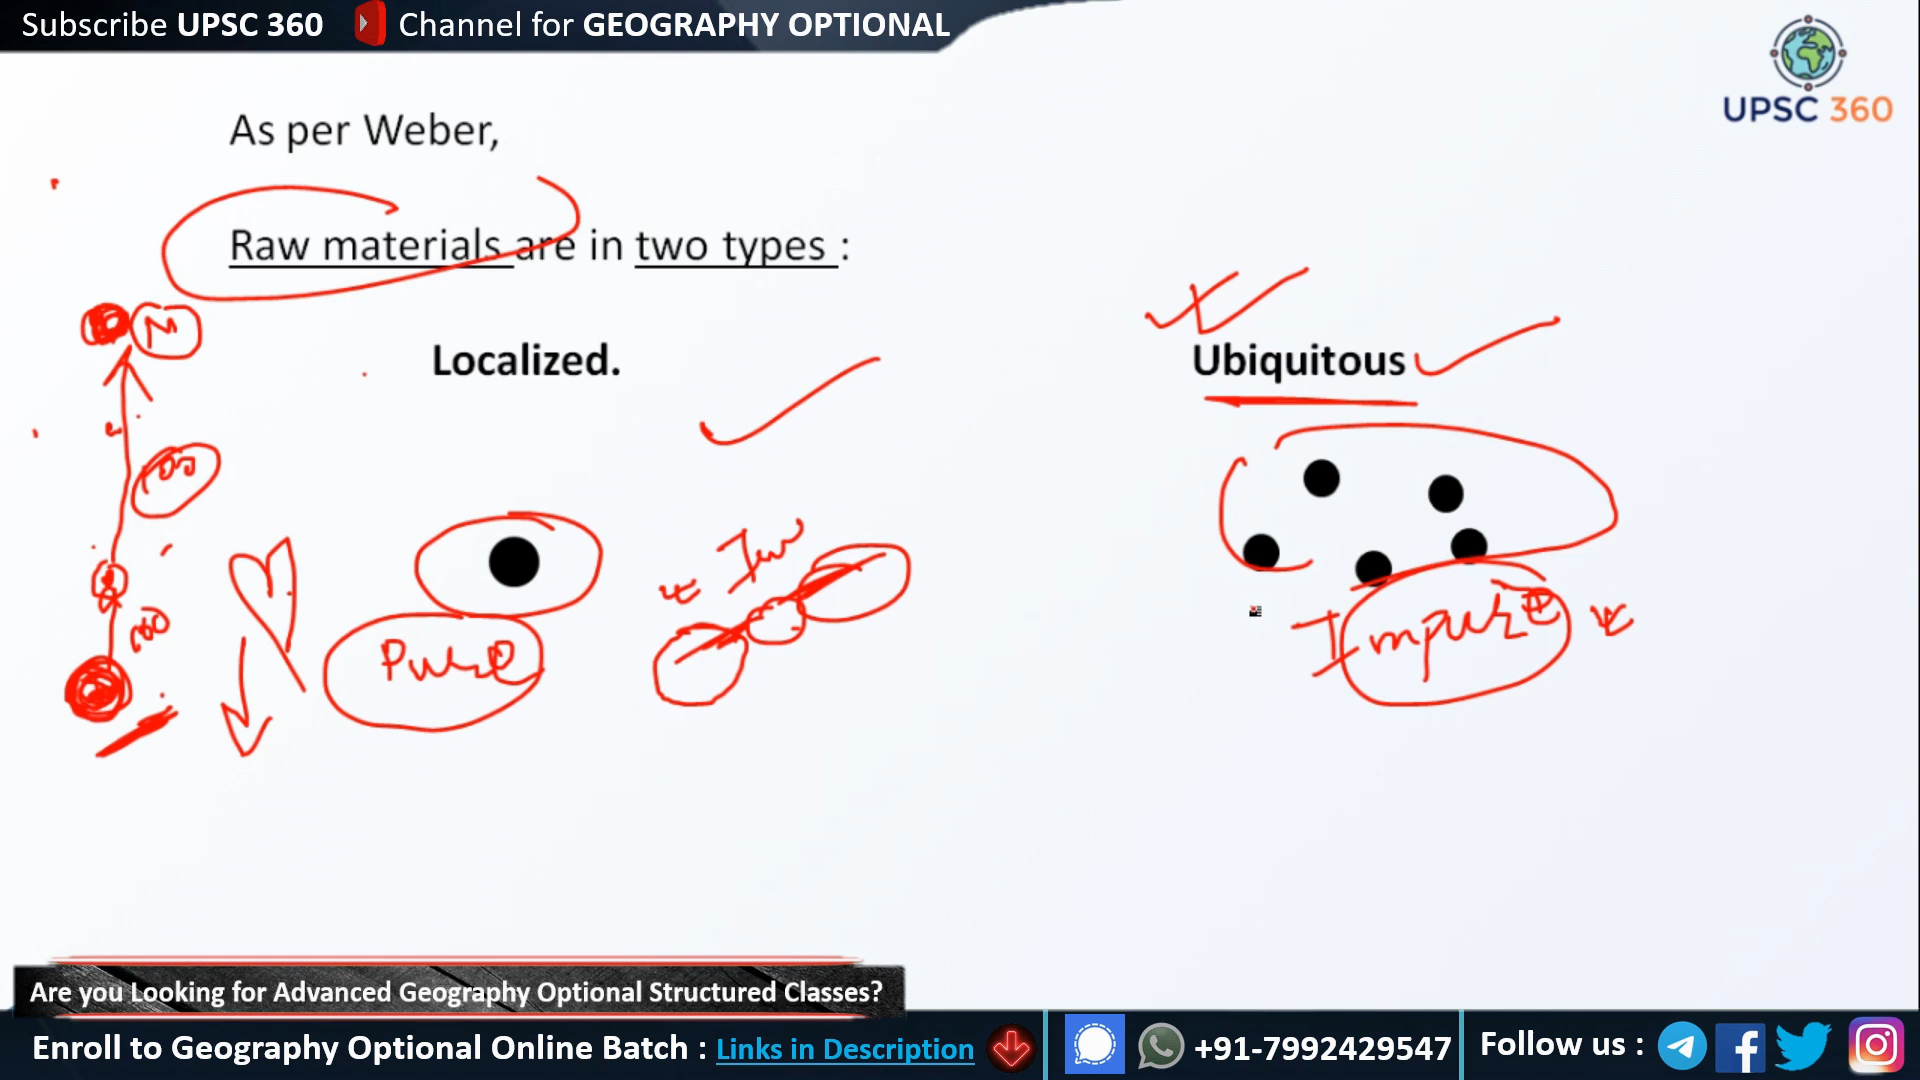 Subscribe UPSC 360 Channel for GEOGRAPHY OPTIONAL
UPSC 360
As per Weber,
Raw materials are in two types :
M
Localized.
Ubiquitous
100
100
Pure
Impure
Are you Looking for Advanced Geography Optional Structured Classes?
Enroll to Geography Optional Online Batch : Links in Description
+91-7992429547
Follow us :